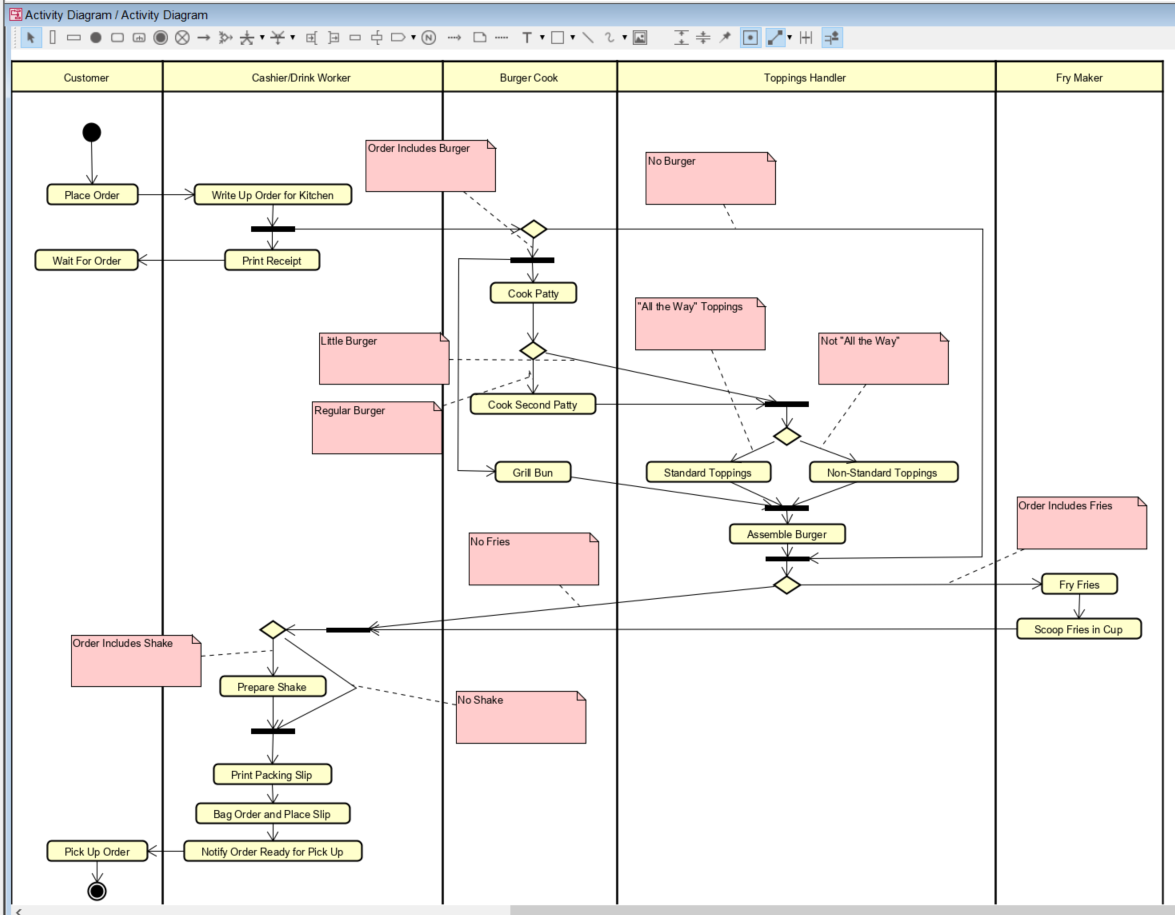 Activity Diagram / Activity Diagram
T
N
Customer
Cashier/Drink Worker
Burger Cook
Toppings Handler
Fry Maker
Order Includes Burger
No Burger
Place Order
Write Up Order for Kitchen
Wait For Order
Print Receipt
Cook Patty
"All the Way" Toppings
Little Burger
Not "All the Way"
Regular Burger
Cook Second Patty
Grill Bun
Standard Toppings
Non-Standard Toppings
Order Includes Fries
No Fries
Assemble Burger
Fry Fries
Scoop Fries in Cup
Order Includes Shake
Prepare Shake
No Shake
Print Packing Slip
Bag Order and Place Slip
Pick Up Order
Notify Order Ready for Pick Up